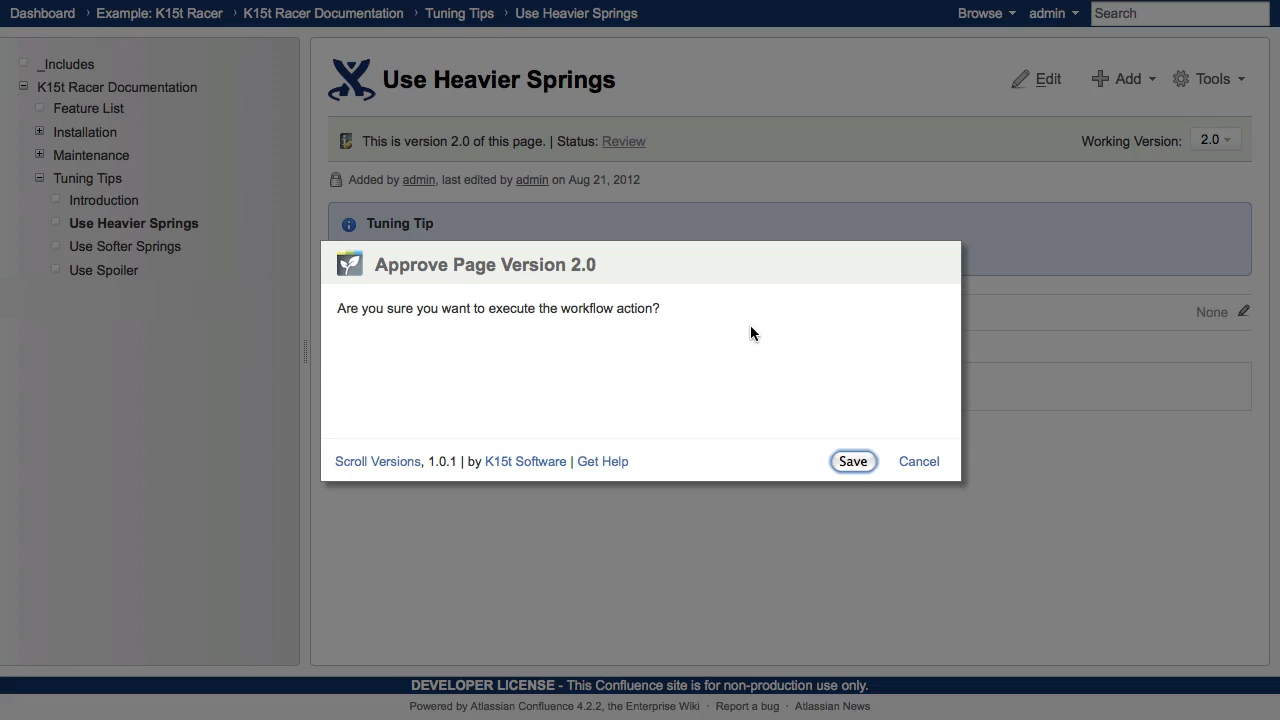 Dashboard › Example: K15t Racer › K15t Racer Documentation › Tuning Tips › Use Heavier Springs Browse admin Search
_Includes
K15t Racer Documentation
Feature List
Installation
Maintenance
Tuning Tips
Introduction
Use Heavier Springs
Use Softer Springs
Use Spoiler
Use Heavier Springs Edit Add Tools
This is version 2.0 of this page. | Status: Review Working Version: 2.0
Added by admin, last edited by admin on Aug 21, 2012
Tuning Tip
Approve Page Version 2.0
Are you sure you want to execute the workflow action?
None
Scroll Versions, 1.0.1 | by K15t Software | Get Help Save Cancel
DEVELOPER LICENSE - This Confluence site is for non-production use only.
Powered by Atlassian Confluence 4.2.2, the Enterprise Wiki · Report a bug · Atlassian News